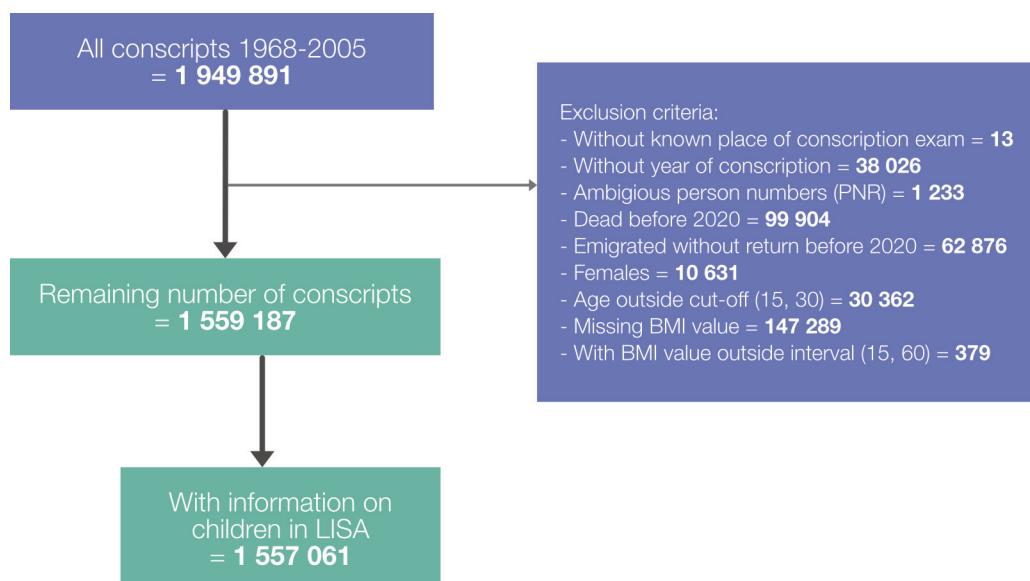 All conscripts 1968-2005
= 1 949 891
Exclusion criteria:
- Without known place of conscription exam = 13
- Without year of conscription = 38 026
- Ambigious person numbers (PNR) = 1 233
- Dead before 2020 = 99 904
- Emigrated without return before 2020 = 62 876
- Females = 10 631
- Age outside cut-off (15, 30) = 30 362
- Missing BMI value = 147 289
- With BMI value outside interval (15, 60) = 379
Remaining number of conscripts
= 1 559 187
With information on
children in LISA
= 1 557 061